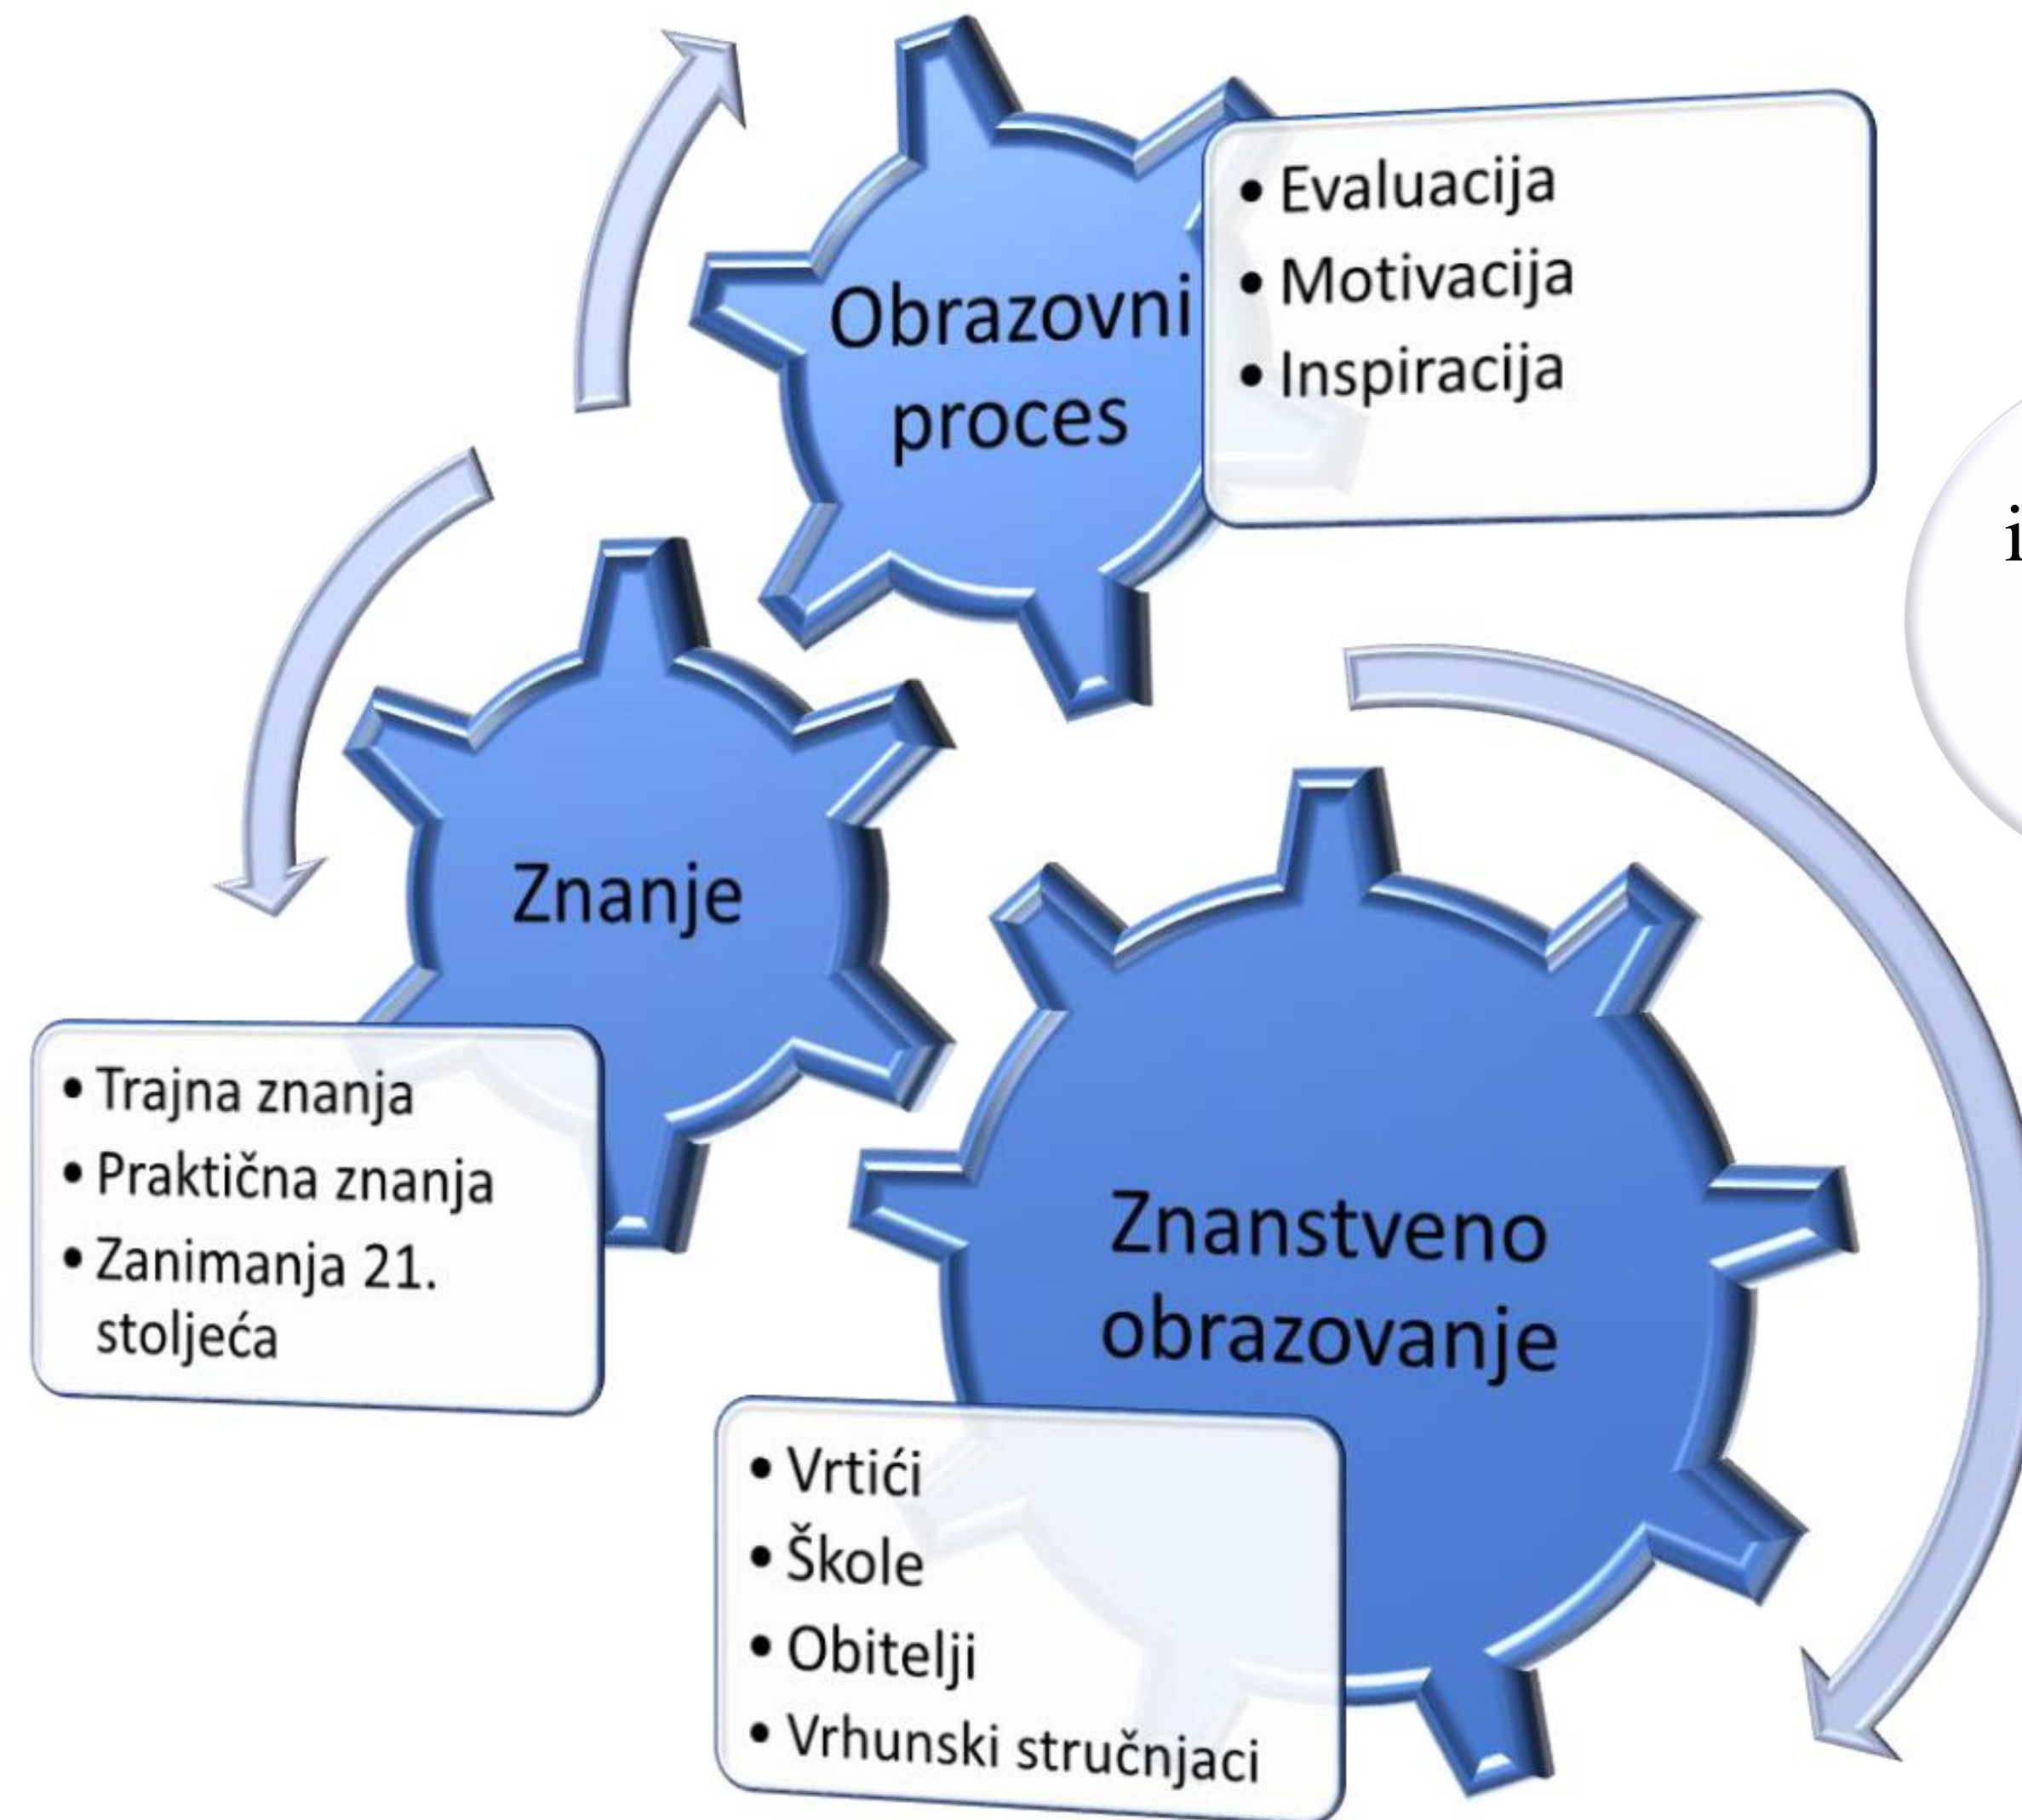 Obrazovni
proces
• Evaluacija
• Motivacija
• Inspiracija
Znanje
• Trajna znanja
• Praktična znanja
• Zanimanja 21.
stoljeća
Znanstveno
obrazovanje
• Vrtići
• Škole
• Obitelji
• Vrhunski stručnjaci